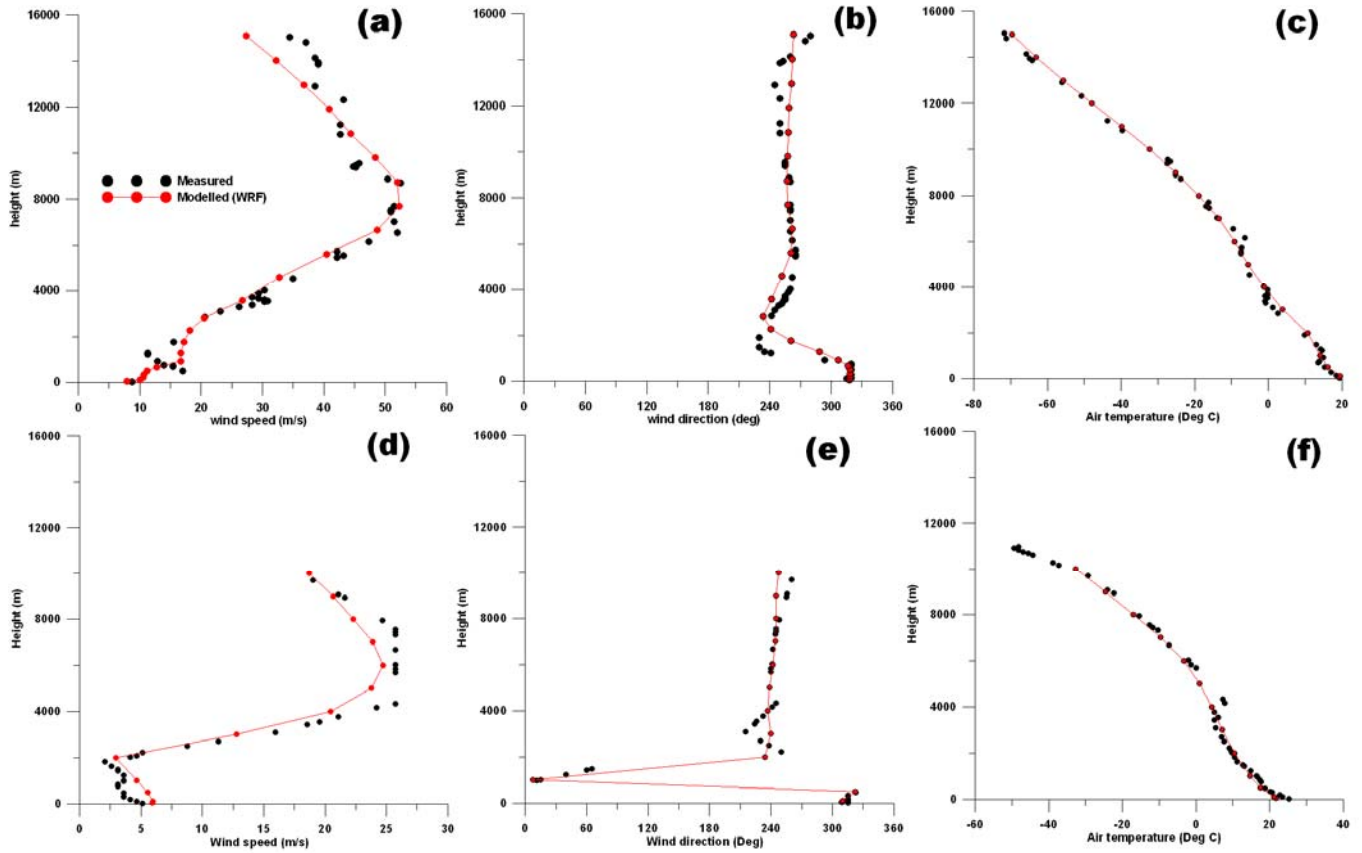 (a)
16000
12000
8000
4000
0
height (m)
Measured
Modelled (WRF)
0 10 20 30 40 50 60
wind speed (m/s)
(b)
16000
12000
8000
4000
0
height (m)
0 60 120 180 240 300 360
wind direction (deg)
(c)
16000
12000
8000
4000
0
Height (m)
-80 -60 -40 -20 0 20
Air temperature (Deg C)
(d)
16000
12000
8000
4000
0
Height (m)
0 5 10 15 20 25 30
Wind speed (m/s)
(e)
16000
12000
8000
4000
0
Height (m)
0 60 120 180 240 300 360
Wind direction (Deg)
(f)
16000
12000
8000
4000
0
Height (m)
-60 -40 -20 0 20 40
Air temperature (Deg C)